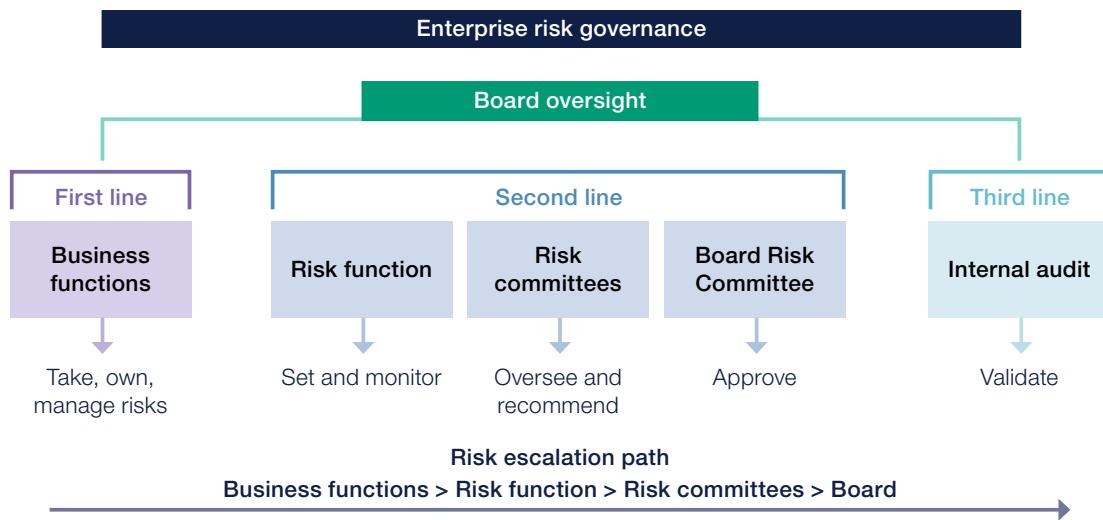 Enterprise risk governance
Board oversight
First line
Second line
Third line
Business
functions
Risk function
Risk
committees
Board Risk
Committee
Internal audit
Take, own,
manage risks
Set and monitor
Oversee and
recommend
Approve
Validate
Risk escalation path
Business functions > Risk function > Risk committees > Board